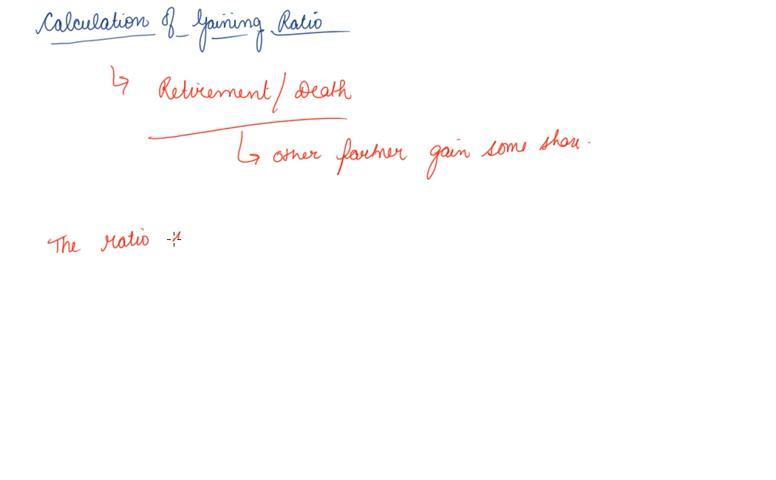 Calculation of Gaining Ratio
↳ Retirement/Death
↳ other partner gain some share.
The ratio